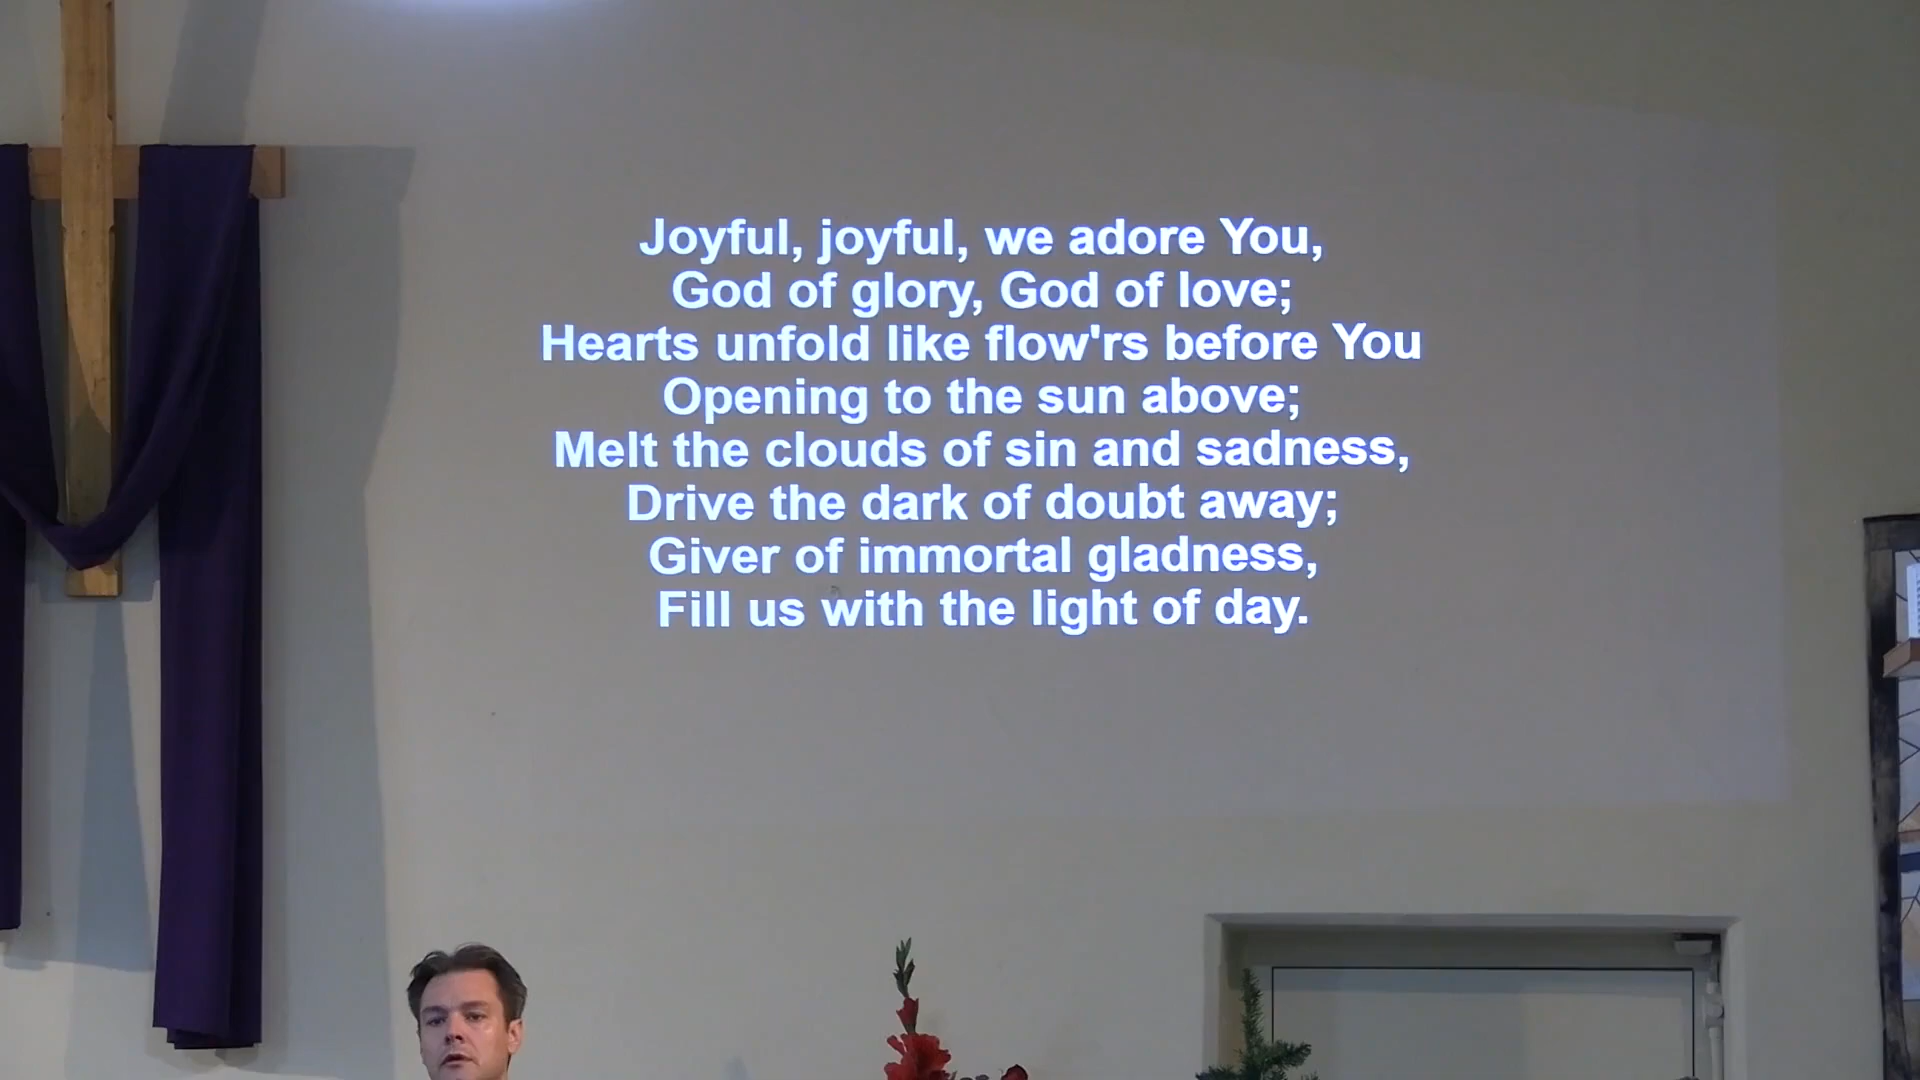 Joyful, joyful, we adore You,
God of glory, God of love;
Hearts unfold like flow'rs before You
Opening to the sun above;
Melt the clouds of sin and sadness,
Drive the dark of doubt away;
Giver of immortal gladness,
Fill us with the light of day.